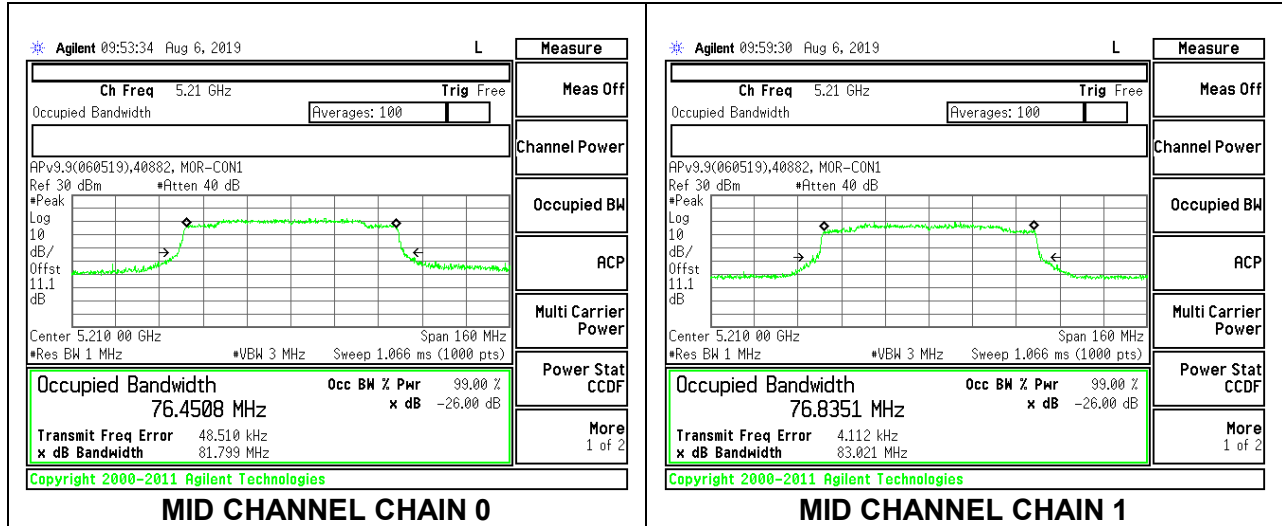 Agilent 09:53:34 Aug 6, 2019 L Measure
Ch Freq 5.21 GHz Trig Free
Meas Off
Occupied Bandwidth Averages: 100
Channel Power
APv9.9(060519),40882, MOR-CON1
Ref 30 dBm #Atten 40 dB
#Peak
Log
10
dB/
Offst
11.1
dB
Occupied BW
ACP
Multi Carrier
Power
Center 5.210 00 GHz Span 160 MHz
#Res BW 1 MHz #VBW 3 MHz Sweep 1.066 ms (1000 pts)
Power Stat
CCDF
Occupied Bandwidth Occ BW % Pwr 99.00 %
76.4508 MHz x dB -26.00 dB
Transmit Freq Error 48.510 kHz
x dB Bandwidth 81.799 MHz
More
1 of 2
Copyright 2000-2011 Agilent Technologies
MID CHANNEL CHAIN 0
Agilent 09:59:30 Aug 6, 2019 L Measure
Ch Freq 5.21 GHz Trig Free
Meas Off
Occupied Bandwidth Averages: 100
Channel Power
APv9.9(060519),40882, MOR-CON1
Ref 30 dBm #Atten 40 dB
#Peak
Log
10
dB/
Offst
11.1
dB
Occupied BW
ACP
Multi Carrier
Power
Center 5.210 00 GHz Span 160 MHz
#Res BW 1 MHz #VBW 3 MHz Sweep 1.066 ms (1000 pts)
Power Stat
CCDF
Occupied Bandwidth Occ BW % Pwr 99.00 %
76.8351 MHz x dB -26.00 dB
Transmit Freq Error 4.112 kHz
x dB Bandwidth 83.021 MHz
More
1 of 2
Copyright 2000-2011 Agilent Technologies
MID CHANNEL CHAIN 1